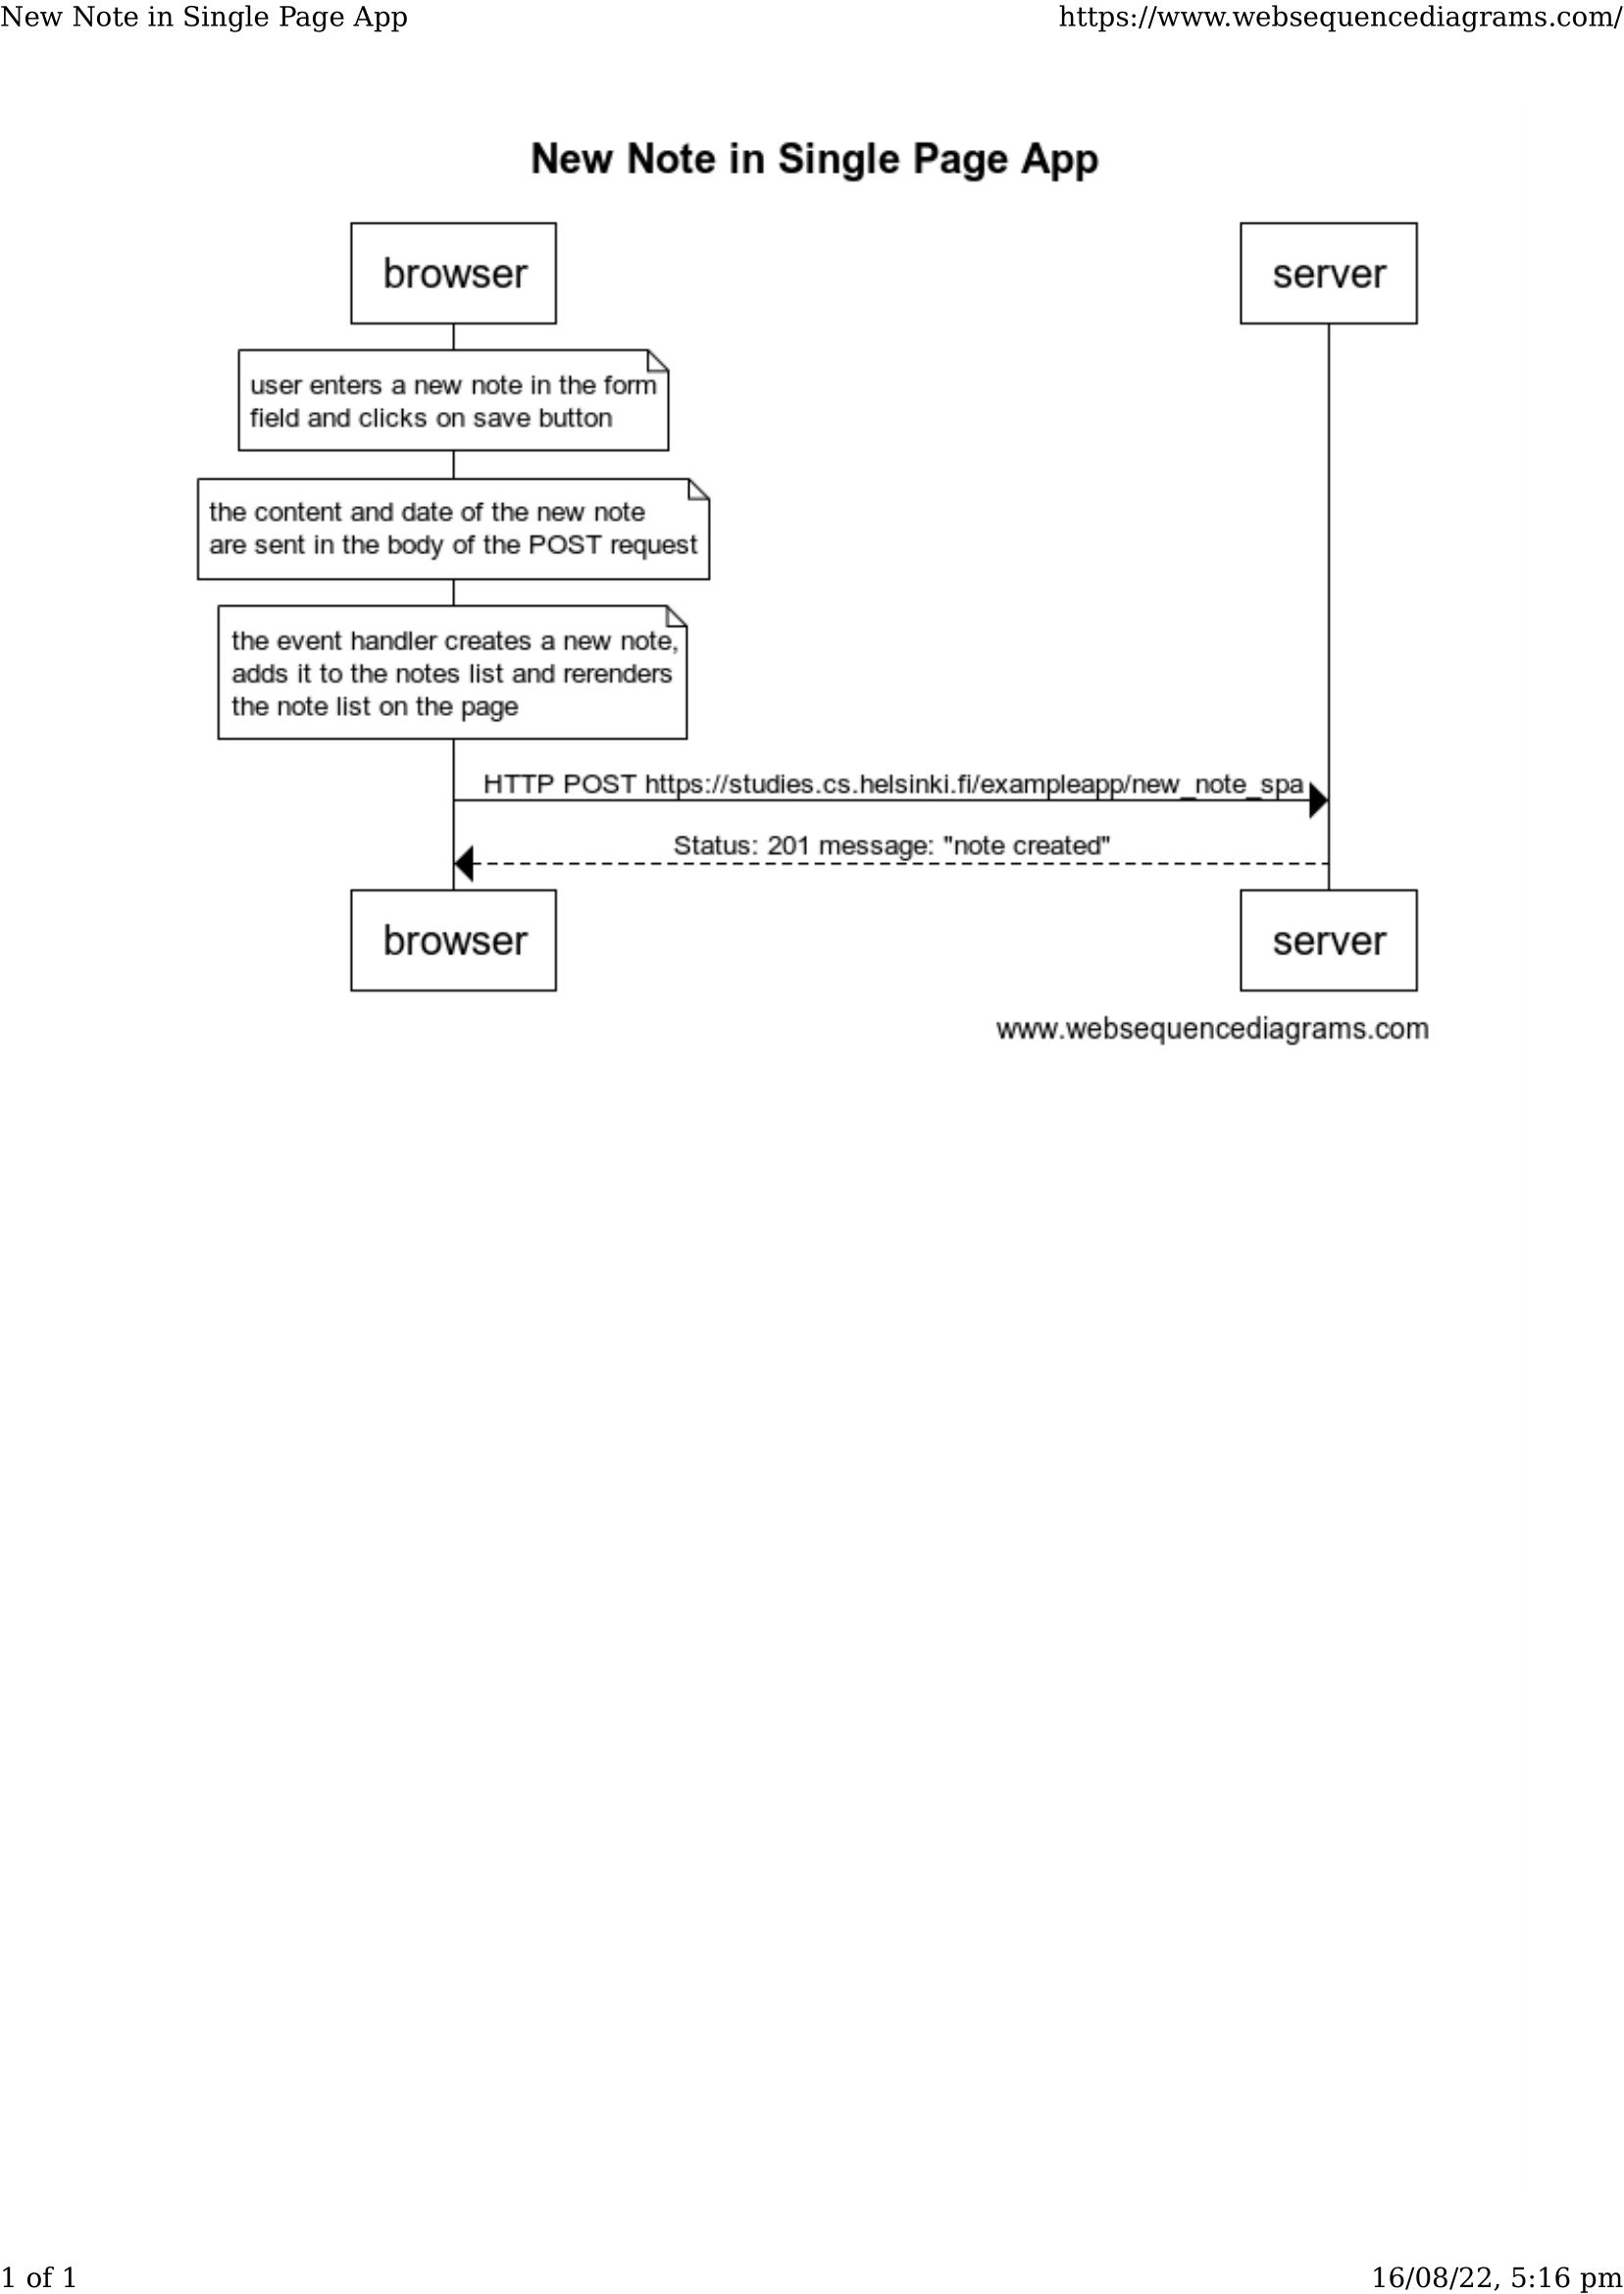 New Note in Single Page App
https://www.websequencediagrams.com/
New Note in Single Page App
browser
server
user enters a new note in the form
field and clicks on save button
the content and date of the new note
are sent in the body of the POST request
the event handler creates a new note,
adds it to the notes list and rerenders
the note list on the page
HTTP POST https://studies.cs.helsinki.fi/exampleapp/new_note_spa
Status: 201 message: "note created"
browser
server
www.websequencediagrams.com
1 of 1
16/08/22, 5:16 pm